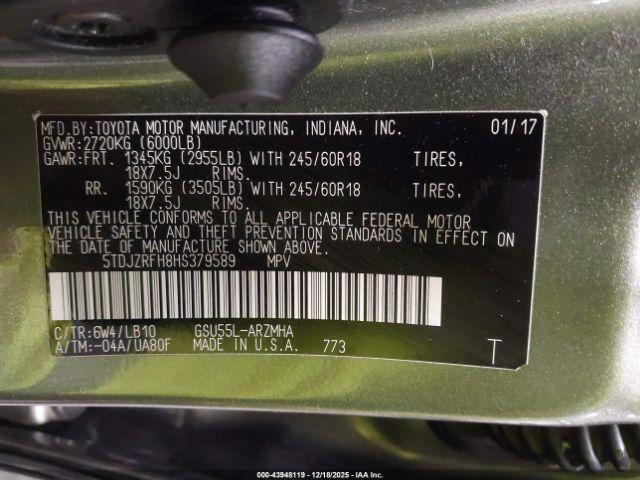 MFD.BY:TOYOTA MOTOR MANUFACTURING, INDIANA, INC. 01/17
GVWR:2720KG (6000LB)
GAWR:FRT. 1345KG (2955LB) WITH 245/60R18 TIRES,
18X7.5J RIMS.
RR. 1590KG (3505LB) WITH 245/60R18 TIRES,
18X7.5J RIMS.
THIS VEHICLE CONFORMS TO ALL APPLICABLE FEDERAL MOTOR
VEHICLE SAFETY AND THEFT PREVENTION STANDARDS IN EFFECT ON
THE DATE OF MANUFACTURE SHOWN ABOVE.
5TDJZRFH8HS379589 MPV
C/TR:6W4/LB10 GSU55L-ARZMHA
A/TM:-04A/UA80F MADE IN U.S.A. 773 T
000-43948119 • 12/18/2025 • IAA Inc.